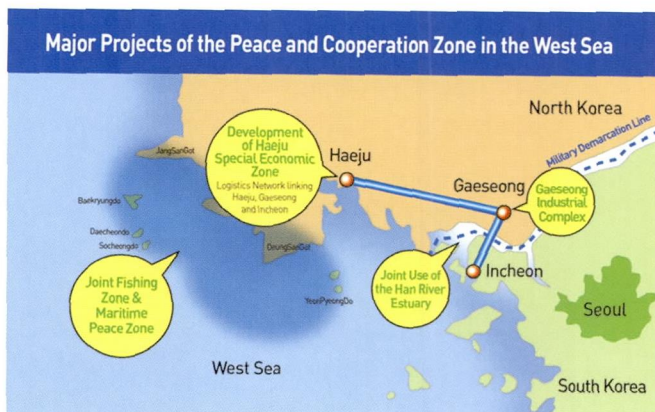 Major Projects of the Peace and Cooperation Zone in the West Sea
North Korea
Military Demarcation Line
Development
of Haeju
Special Economic
Zone
Logistics Network linking
Haeju, Gaeseong
and Incheon
JangSanGot
Haeju
Gaeseong
Gaeseong
Industrial
Complex
Baekryungdo
Daecheondo
Socheongdo
DeungSanGot
Joint Fishing
Zone &
Maritime
Peace Zone
YeonPyeongDo
Joint Use of
the Han River
Estuary
Incheon
Seoul
West Sea
South Korea